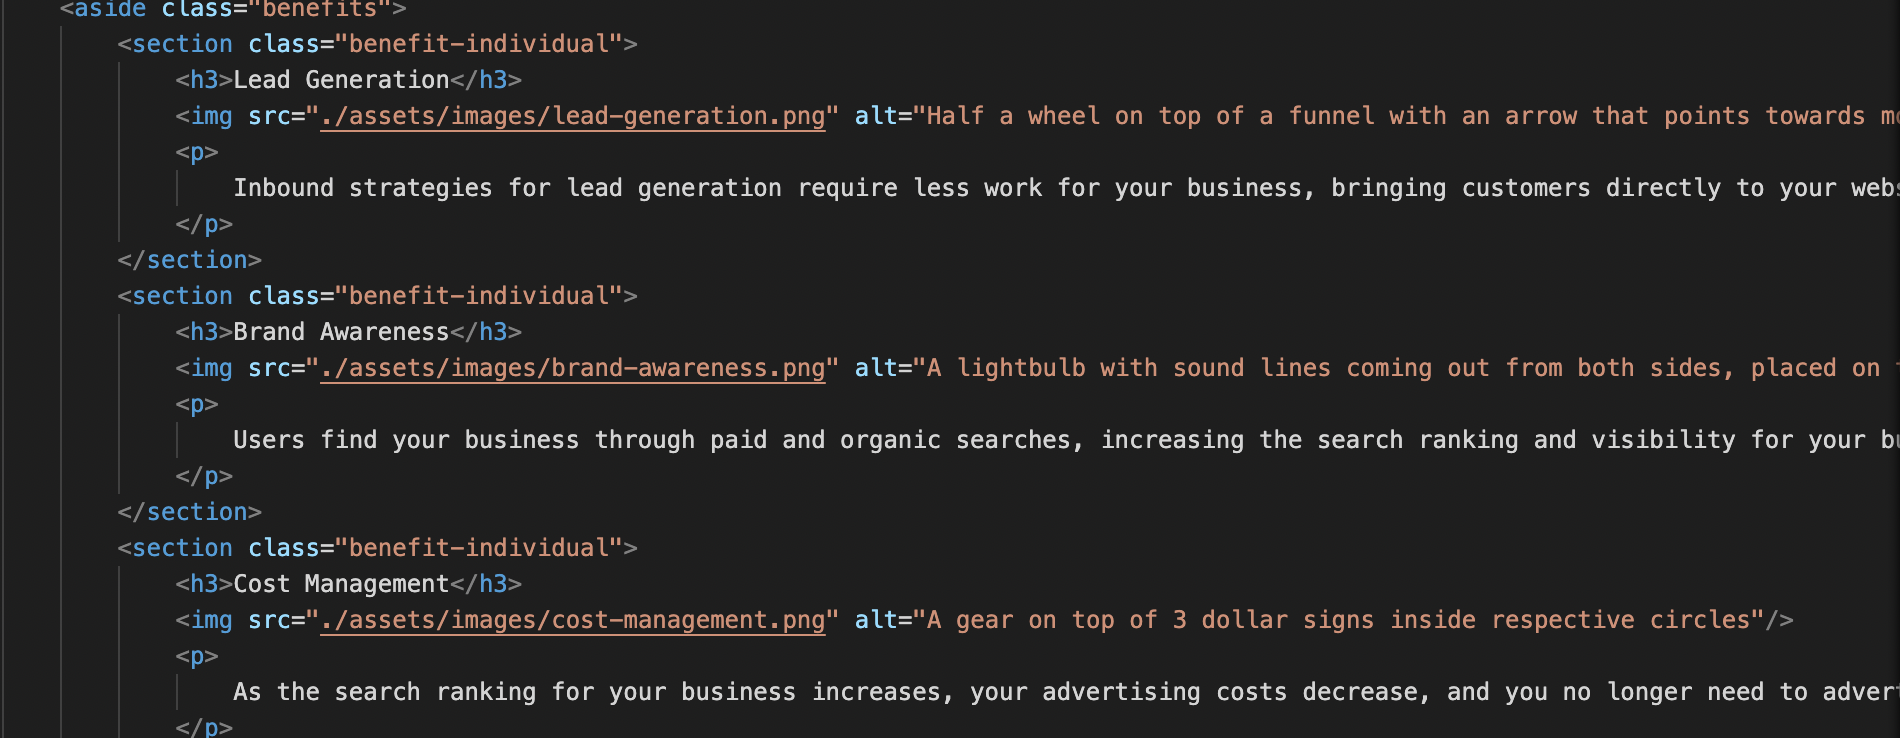 <aside class="benefits">
<section class="benefit-individual">
<h3>Lead Generation</h3>
<img src="./assets/images/lead-generation.png" alt="Half a wheel on top of a funnel with an arrow that points towards
<p>
Inbound strategies for lead generation require less work for your business, bringing customers directly to your
</p>
</section>
<section class="benefit-individual">
<h3>Brand Awareness</h3>
<img src="./assets/images/brand-awareness.png" alt="A lightbulb with sound lines coming out from both sides, placed on
<p>
Users find your business through paid and organic searches, increasing the search ranking and visibility for your
</p>
</section>
<section class="benefit-individual">
<h3>Cost Management</h3>
<img src="./assets/images/cost-management.png" alt="A gear on top of 3 dollar signs inside respective circles"/>
<p>
As the search ranking for your business increases, your advertising costs decrease, and you no longer need to
</p>